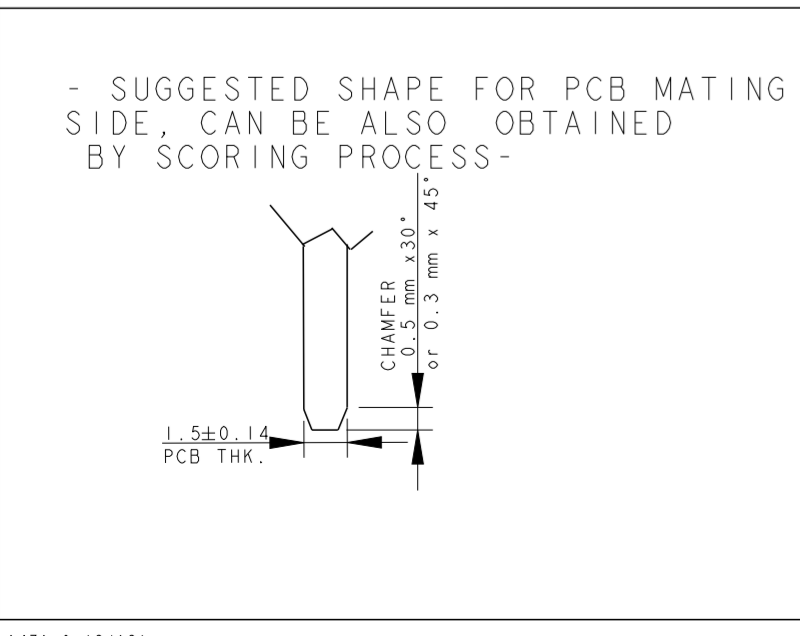 - SUGGESTED SHAPE FOR PCB MATING
SIDE, CAN BE ALSO OBTAINED
BY SCORING PROCESS-
CHAMFER
0.5 mm x30°
or 0.3 mm x 45°
1.5±0.14
PCB THK.